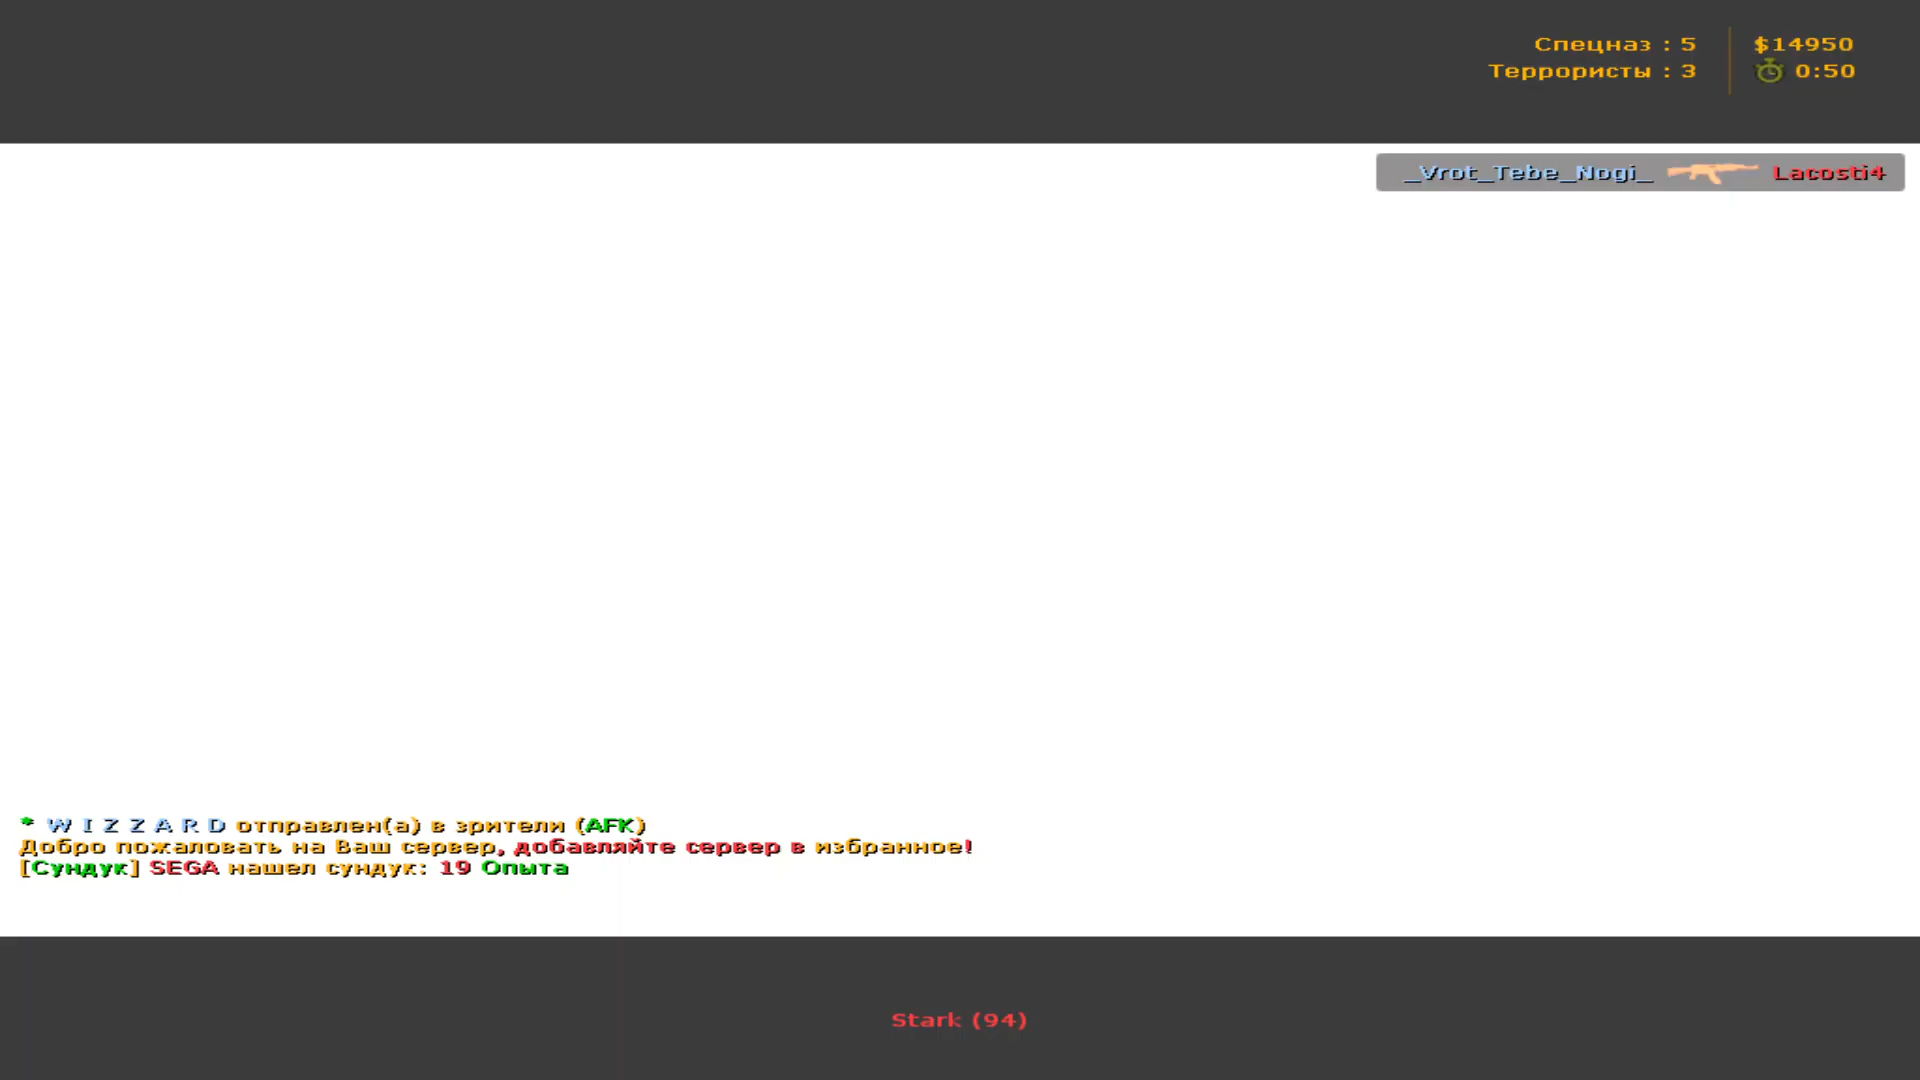 Спецназ : 5
$14950
Террористы : 3
0:50
_Vrot_Tebe_Nogi_ Lacosti4
* W I Z Z A R D отправлен(а) в зрители (AFK)
Добро пожаловать на Ваш сервер, добавляйте сервер в избранное!
[Сундук] SEGA нашел сундук: 19 Опыта
Stark (94)